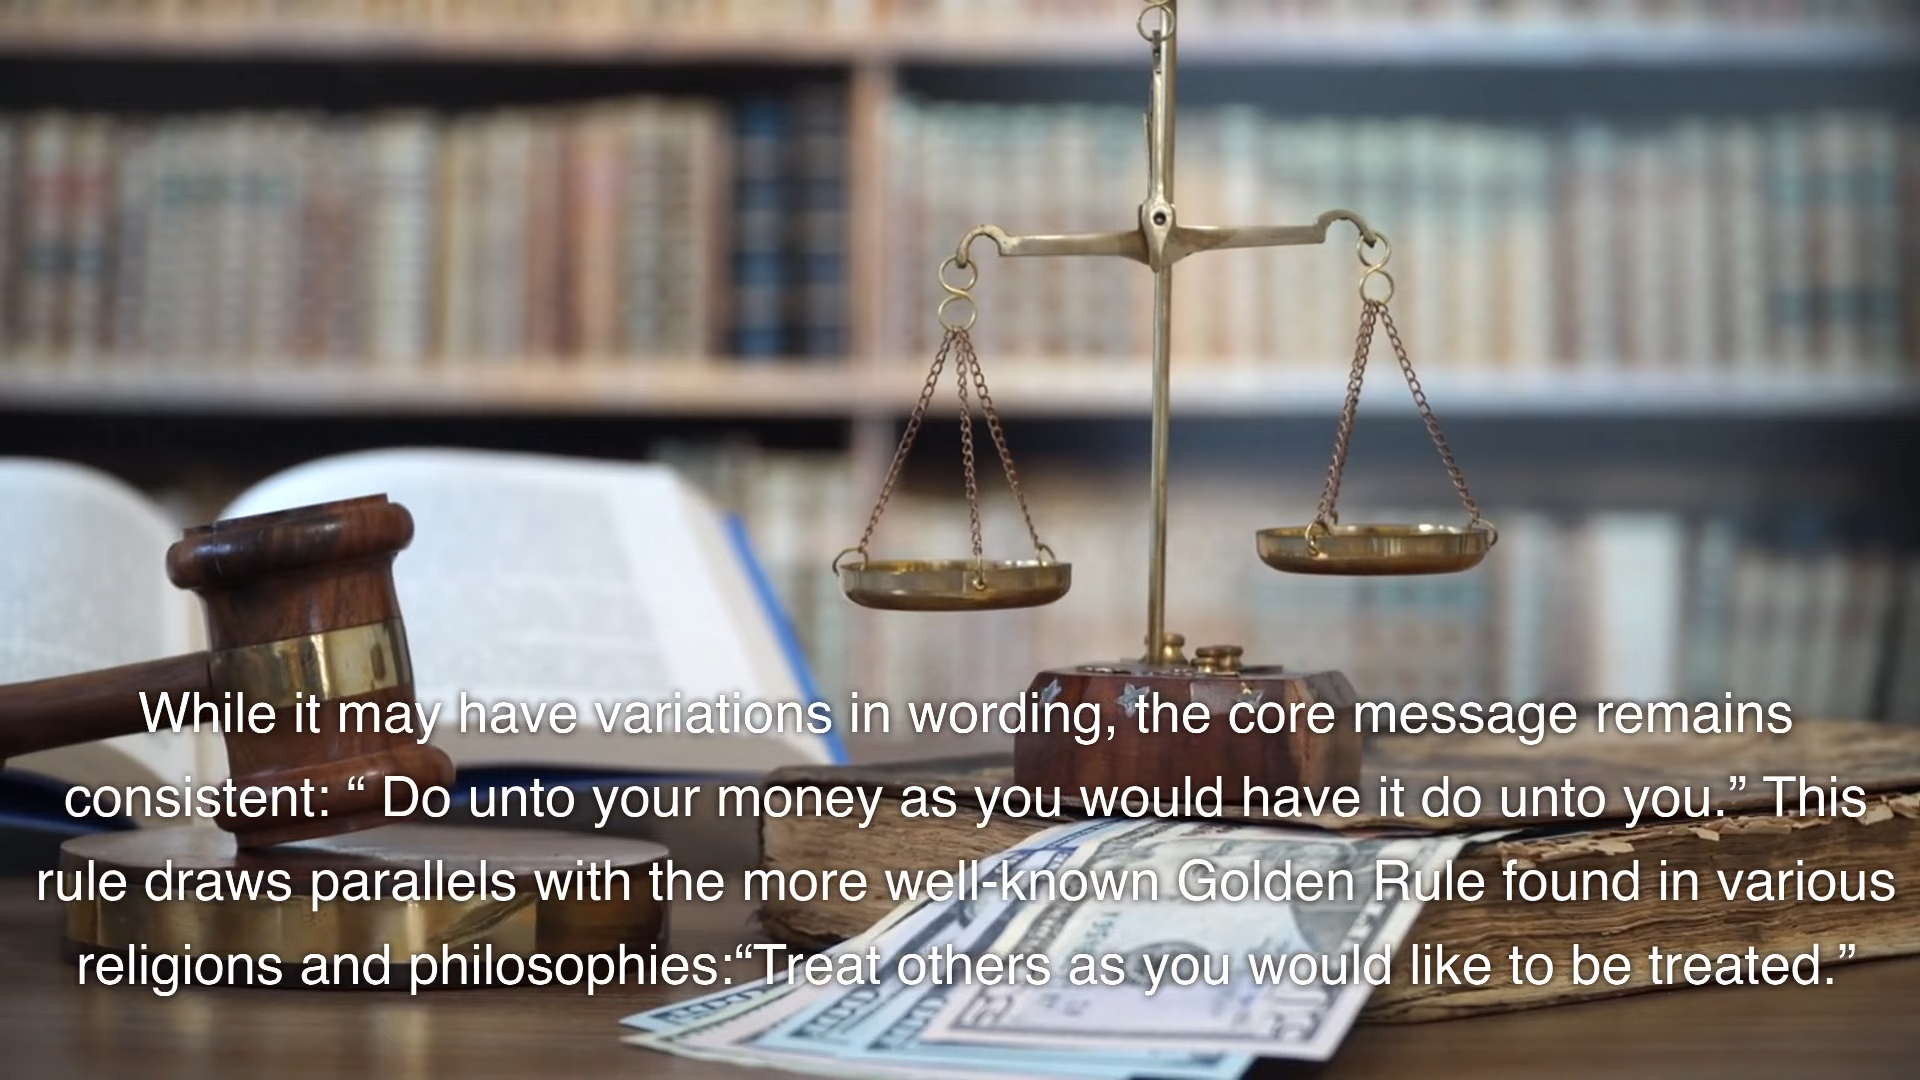 While it may have variations in wording, the core message remains
consistent: “ Do unto your money as you would have it do unto you.” This
rule draws parallels with the more well-known Golden Rule found in various
religions and philosophies:“Treat others as you would like to be treated.”